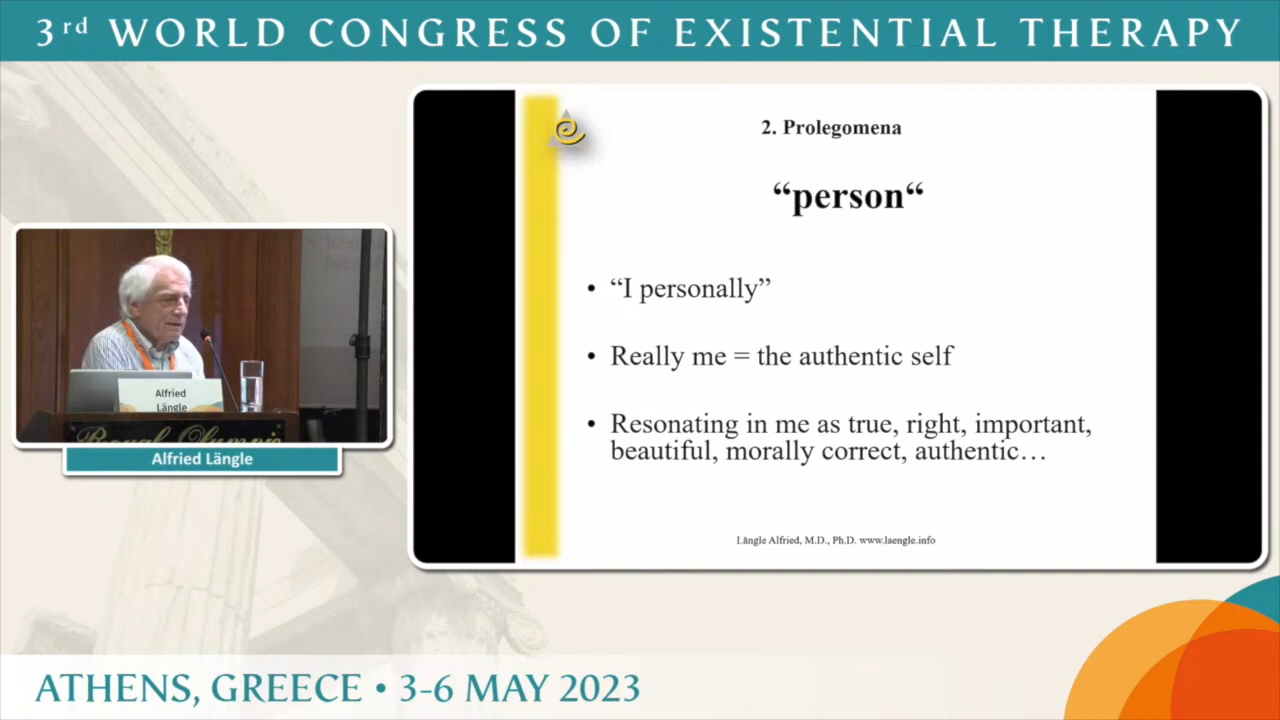 3rd WORLD CONGRESS OF EXISTENTIAL THERAPY
2. Prolegomena
“person“
• “I personally”
• Really me = the authentic self
• Resonating in me as true, right, important,
beautiful, morally correct, authentic…
Längle Alfried, M.D., Ph.D. www.laengle.info
Alfried
Längle
Royal Olympic
Alfried Längle
ATHENS, GREECE • 3-6 MAY 2023